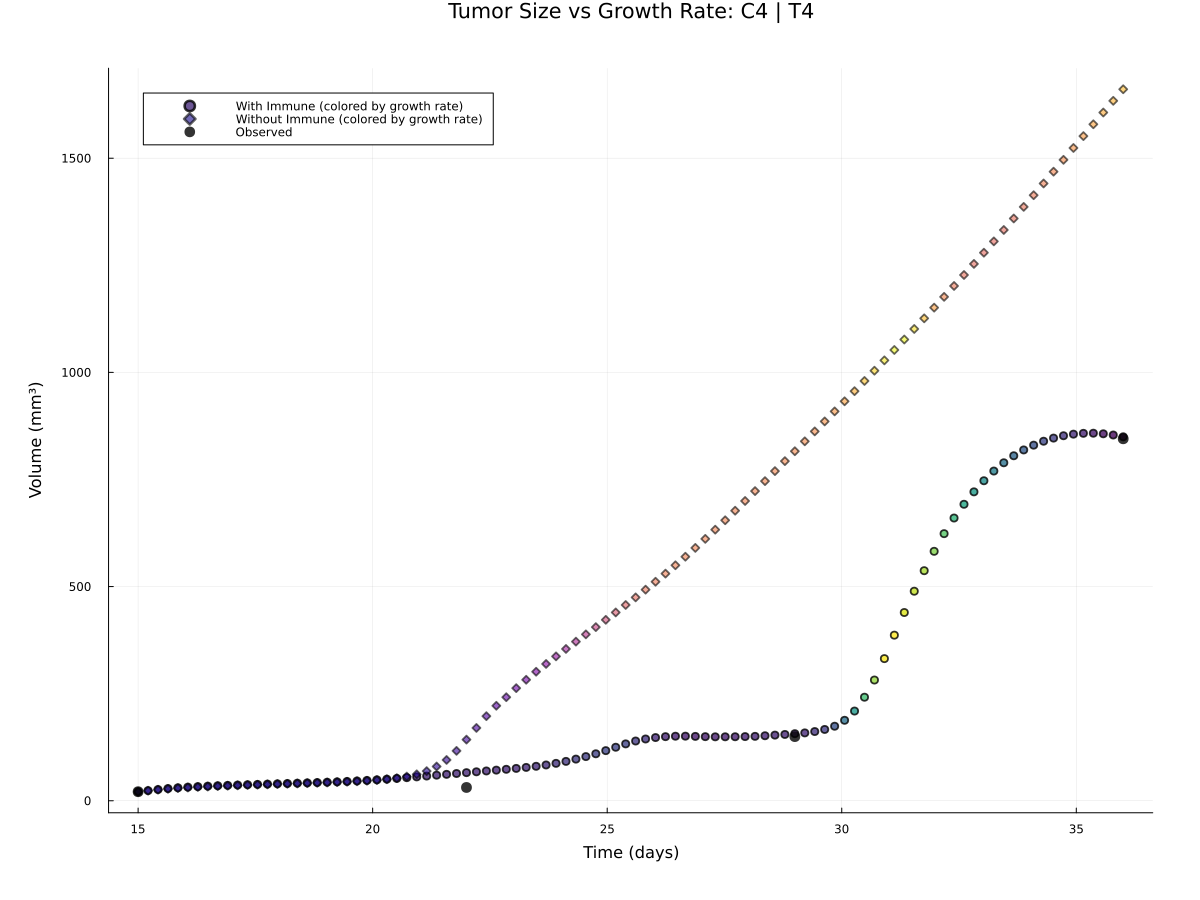 Tumor Size vs Growth Rate: C4 | T4
With Immune (colored by growth rate)
Without Immune (colored by growth rate)
Observed
Volume (mm³)
1500
1000
500
0
15 20 25 30 35
Time (days)